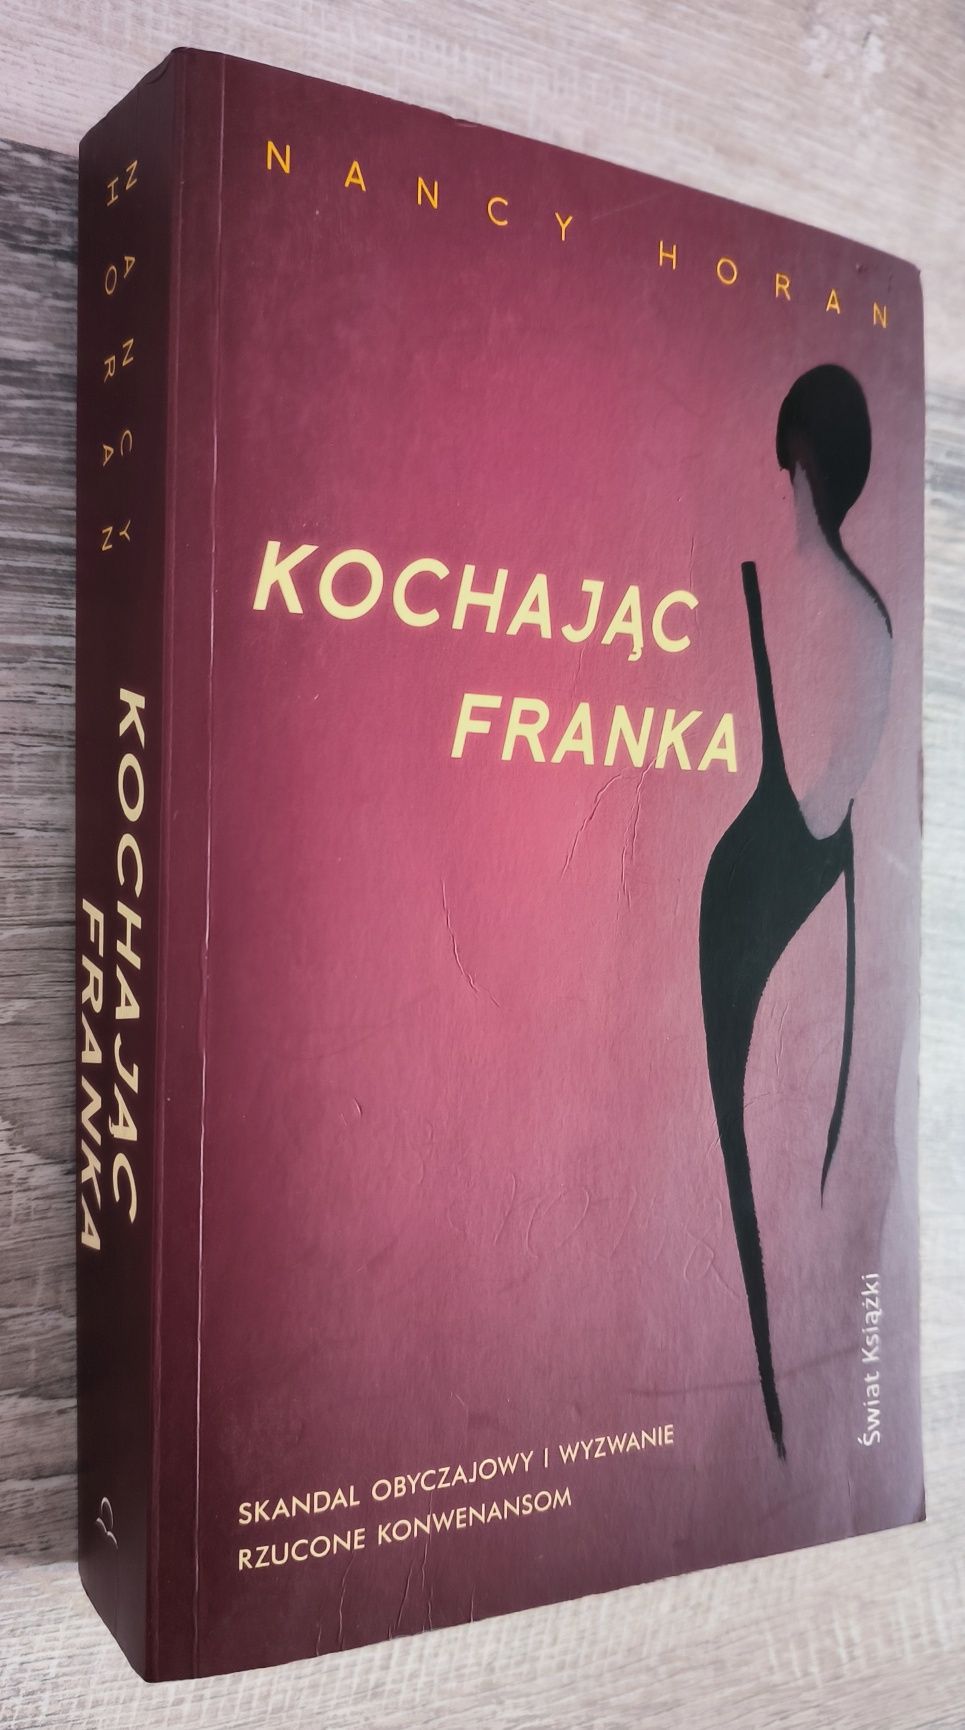 NANCY HORAN
KOCHAJĄC
FRANKA
SKANDAL OBYCZAJOWY I WYZWANIE
RZUCONE KONWENANSOM
Świat Książki
NANCY
HORAN
KOCHAJĄC
FRANKA